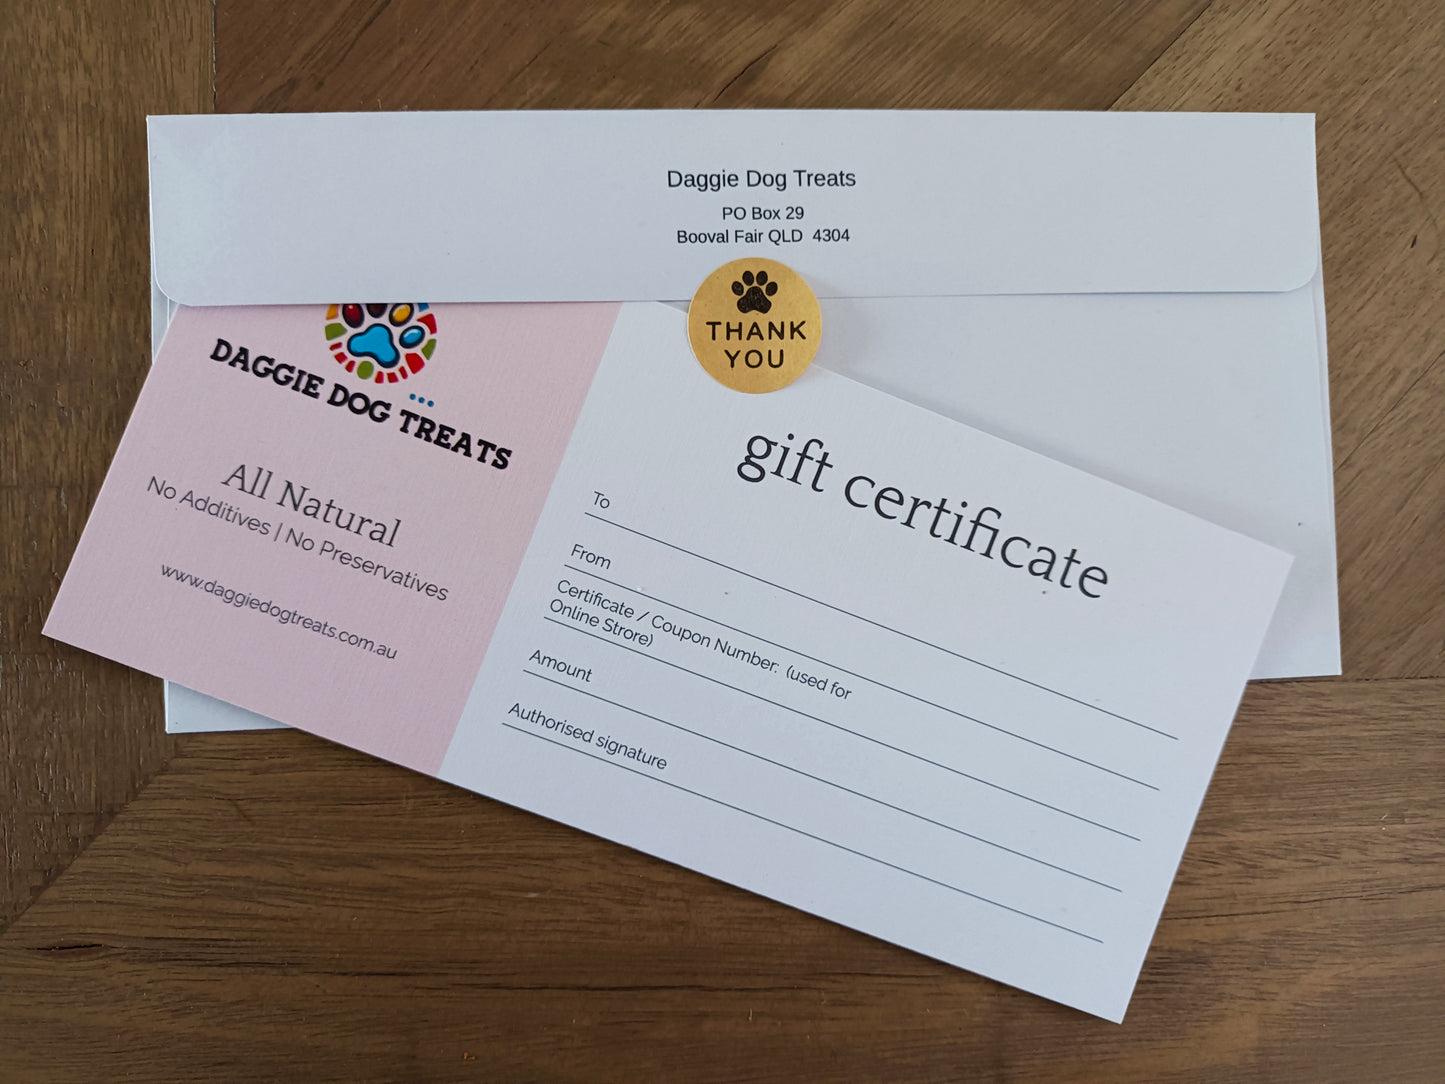 Daggie Dog Treats
PO Box 29
Booval Fair QLD 4304
THANK
YOU
DAGGIE DOG TREATS
All Natural
No Additives | No Preservatives
www.daggiedogtreats.com.au
gift certificate
To
From
Certificate / Coupon Number: (used for
Online Strore)
Amount
Authorised signature